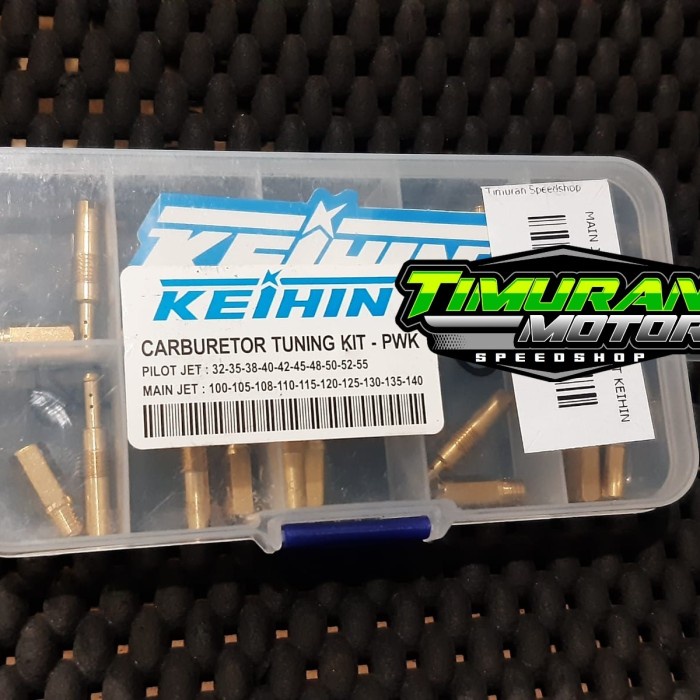 KEIHIN
KEIHIN
CARBURETOR TUNING KIT - PWK
PILOT JET : 32-35-38-40-42-45-48-50-52-55
MAIN JET : 100-105-108-110-115-120-125-130-135-140
Timuran Speedshop
MAIN
KEIHIN
TIMURAN
MOTOR
SPEEDSHOP